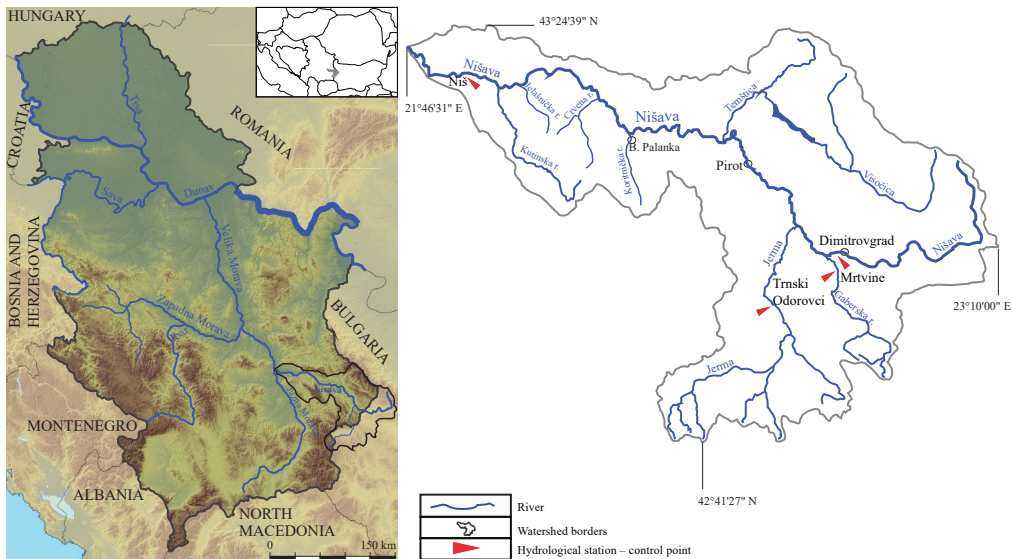 HUNGARY
CROATIA
ROMANIA
BOSNIA AND
HERZEGOVINA
BULGARIA
MONTENEGRO
ALBANIA
NORTH
MACEDONIA
Tisa
Dunav
Sava
Velika Morava
Zapadna Morava
Ibar
Nišava
0
150 km
43°24'39" N
21°46'31" E
23°10'00" E
42°41'27" N
Nišava
Niš
Jelašnička r.
Crvena r.
Kutinska r.
Nišava
B. Palanka
Koritnička r.
Temštica
Pirot
Visočica
Dimitrovgrad
Nišava
Mrtvine
Jerma
Trnski
Odorovci
Gaberska r.
Jerma
River
Watershed borders
Hydrological station – control point